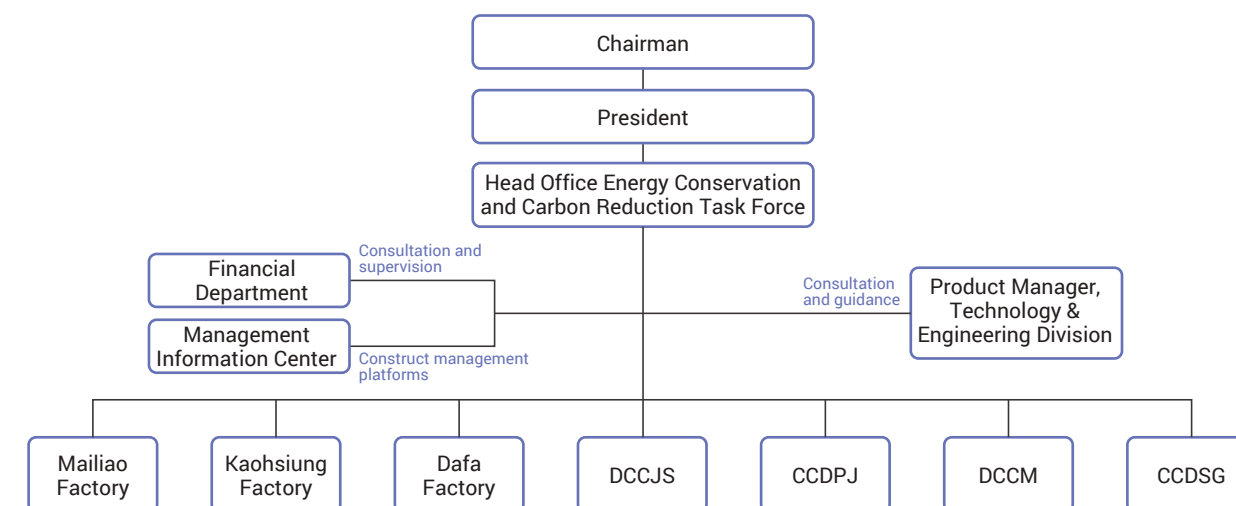 Chairman
President
Head Office Energy Conservation
and Carbon Reduction Task Force
Consultation and
supervision
Financial
Department
Management
Information Center
Construct management
platforms
Consultation
and guidance
Product Manager,
Technology &
Engineering Division
Mailiao
Factory
Kaohsiung
Factory
Dafa
Factory
DCCJS
CCDPJ
DCCM
CCDSG